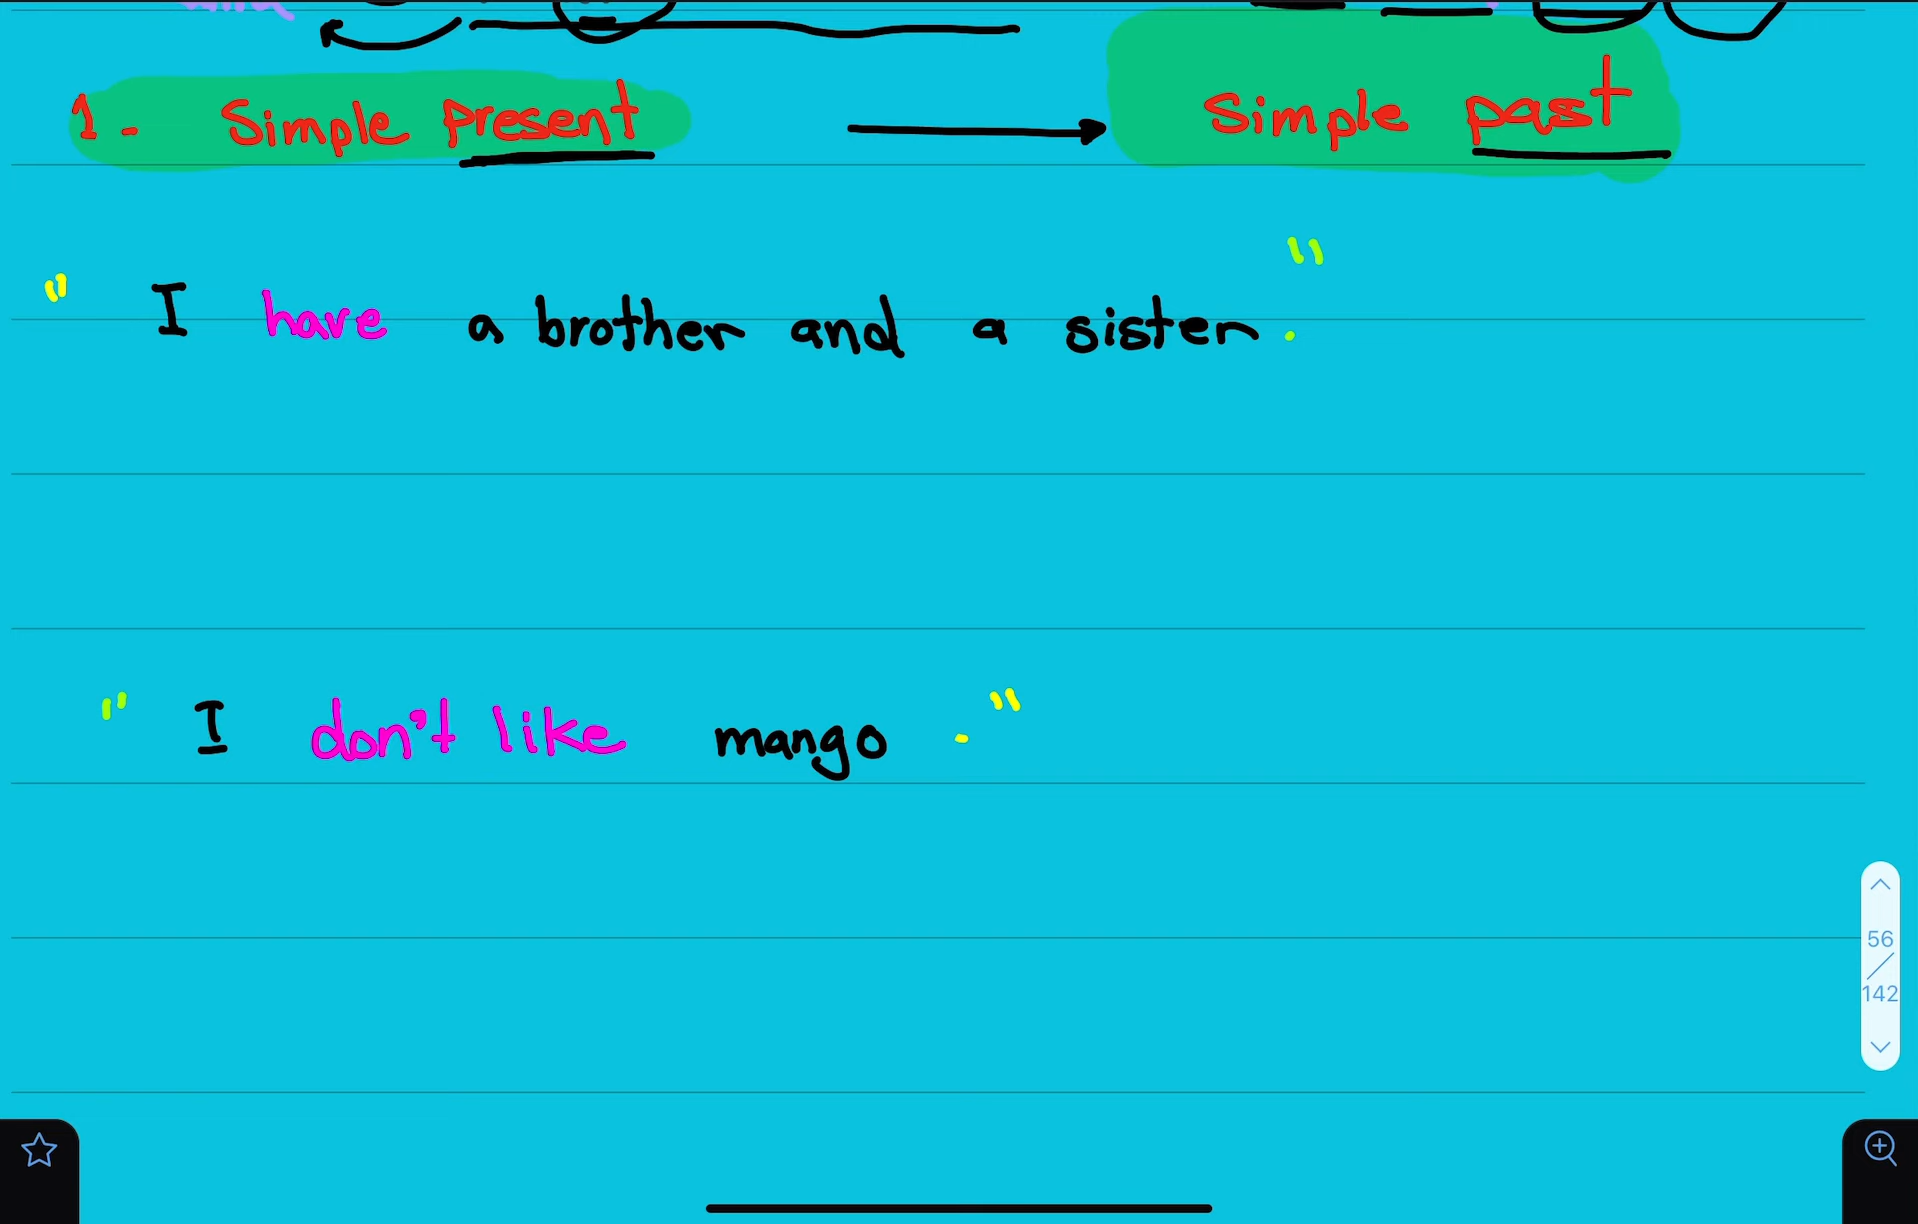 1- Simple present → Simple past
" I have a brother and a sister. "
" I don't like mango . "
56
142